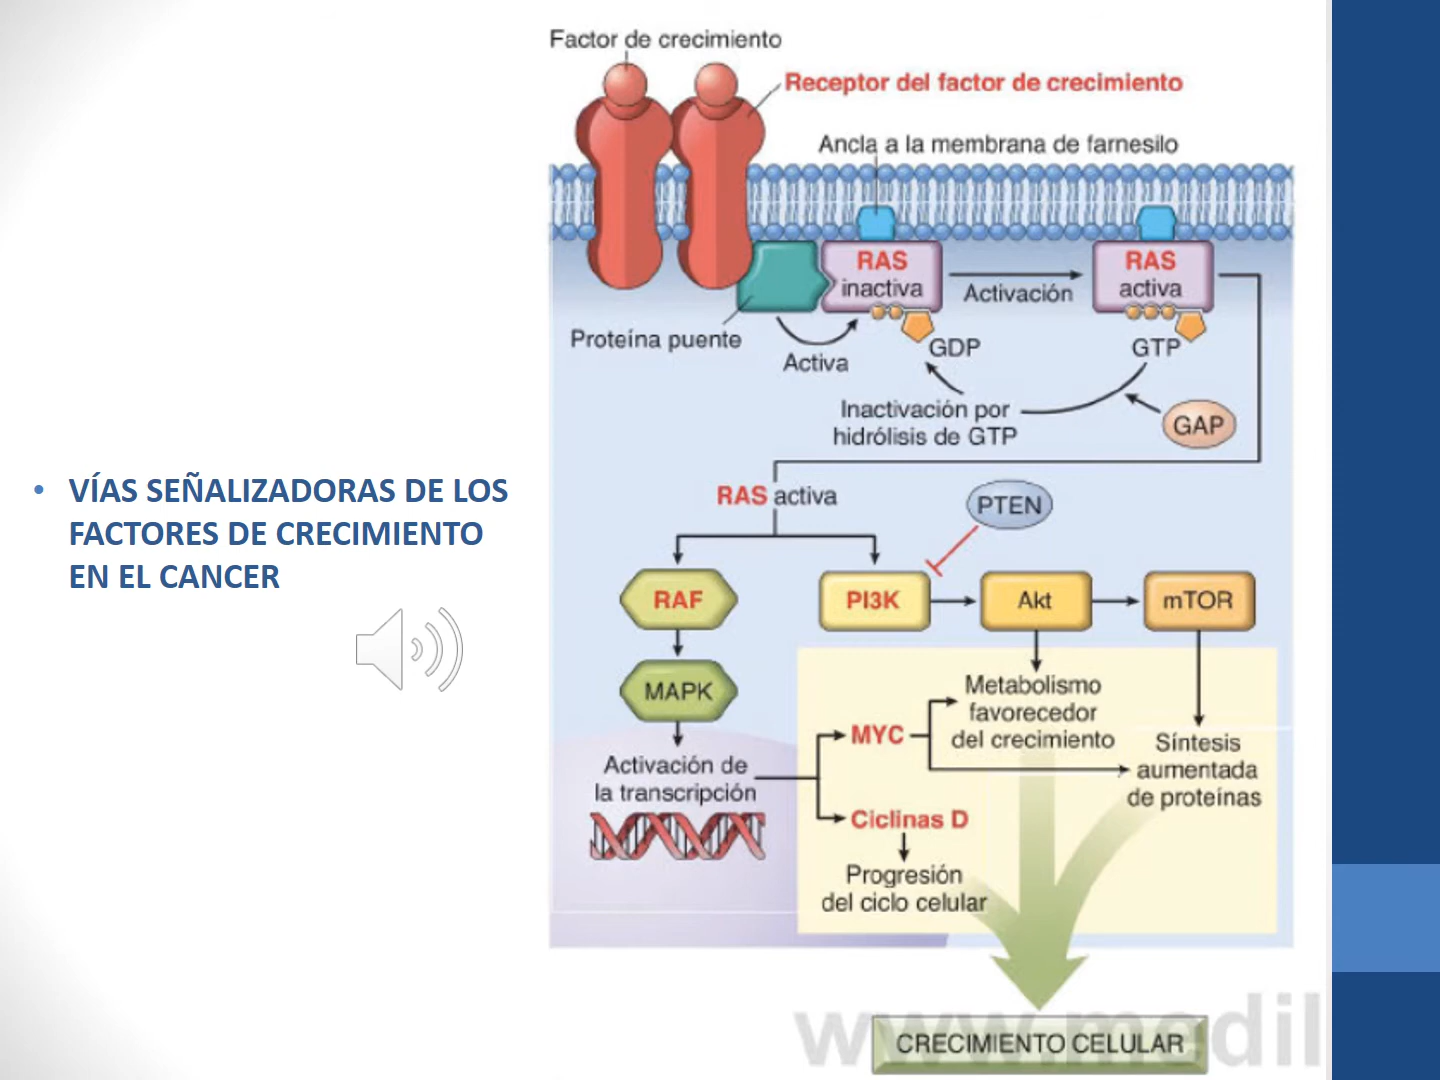 Factor de crecimiento
Receptor del factor de crecimiento
Ancla a la membrana de farnesilo
RAS
inactiva
Activación
RAS
activa
Proteína puente
Activa
GDP
GTP
Inactivación por
hidrólisis de GTP
GAP
• VÍAS SEÑALIZADORAS DE LOS
FACTORES DE CRECIMIENTO
EN EL CANCER
RAS activa
PTEN
RAF
PI3K
Akt
mTOR
MAPK
Metabolismo
favorecedor
del crecimiento
MYC
Síntesis
aumentada
de proteínas
Activación de
la transcripción
Ciclinas D
Progresión
del ciclo celular
www.medil
CRECIMIENTO CELULAR